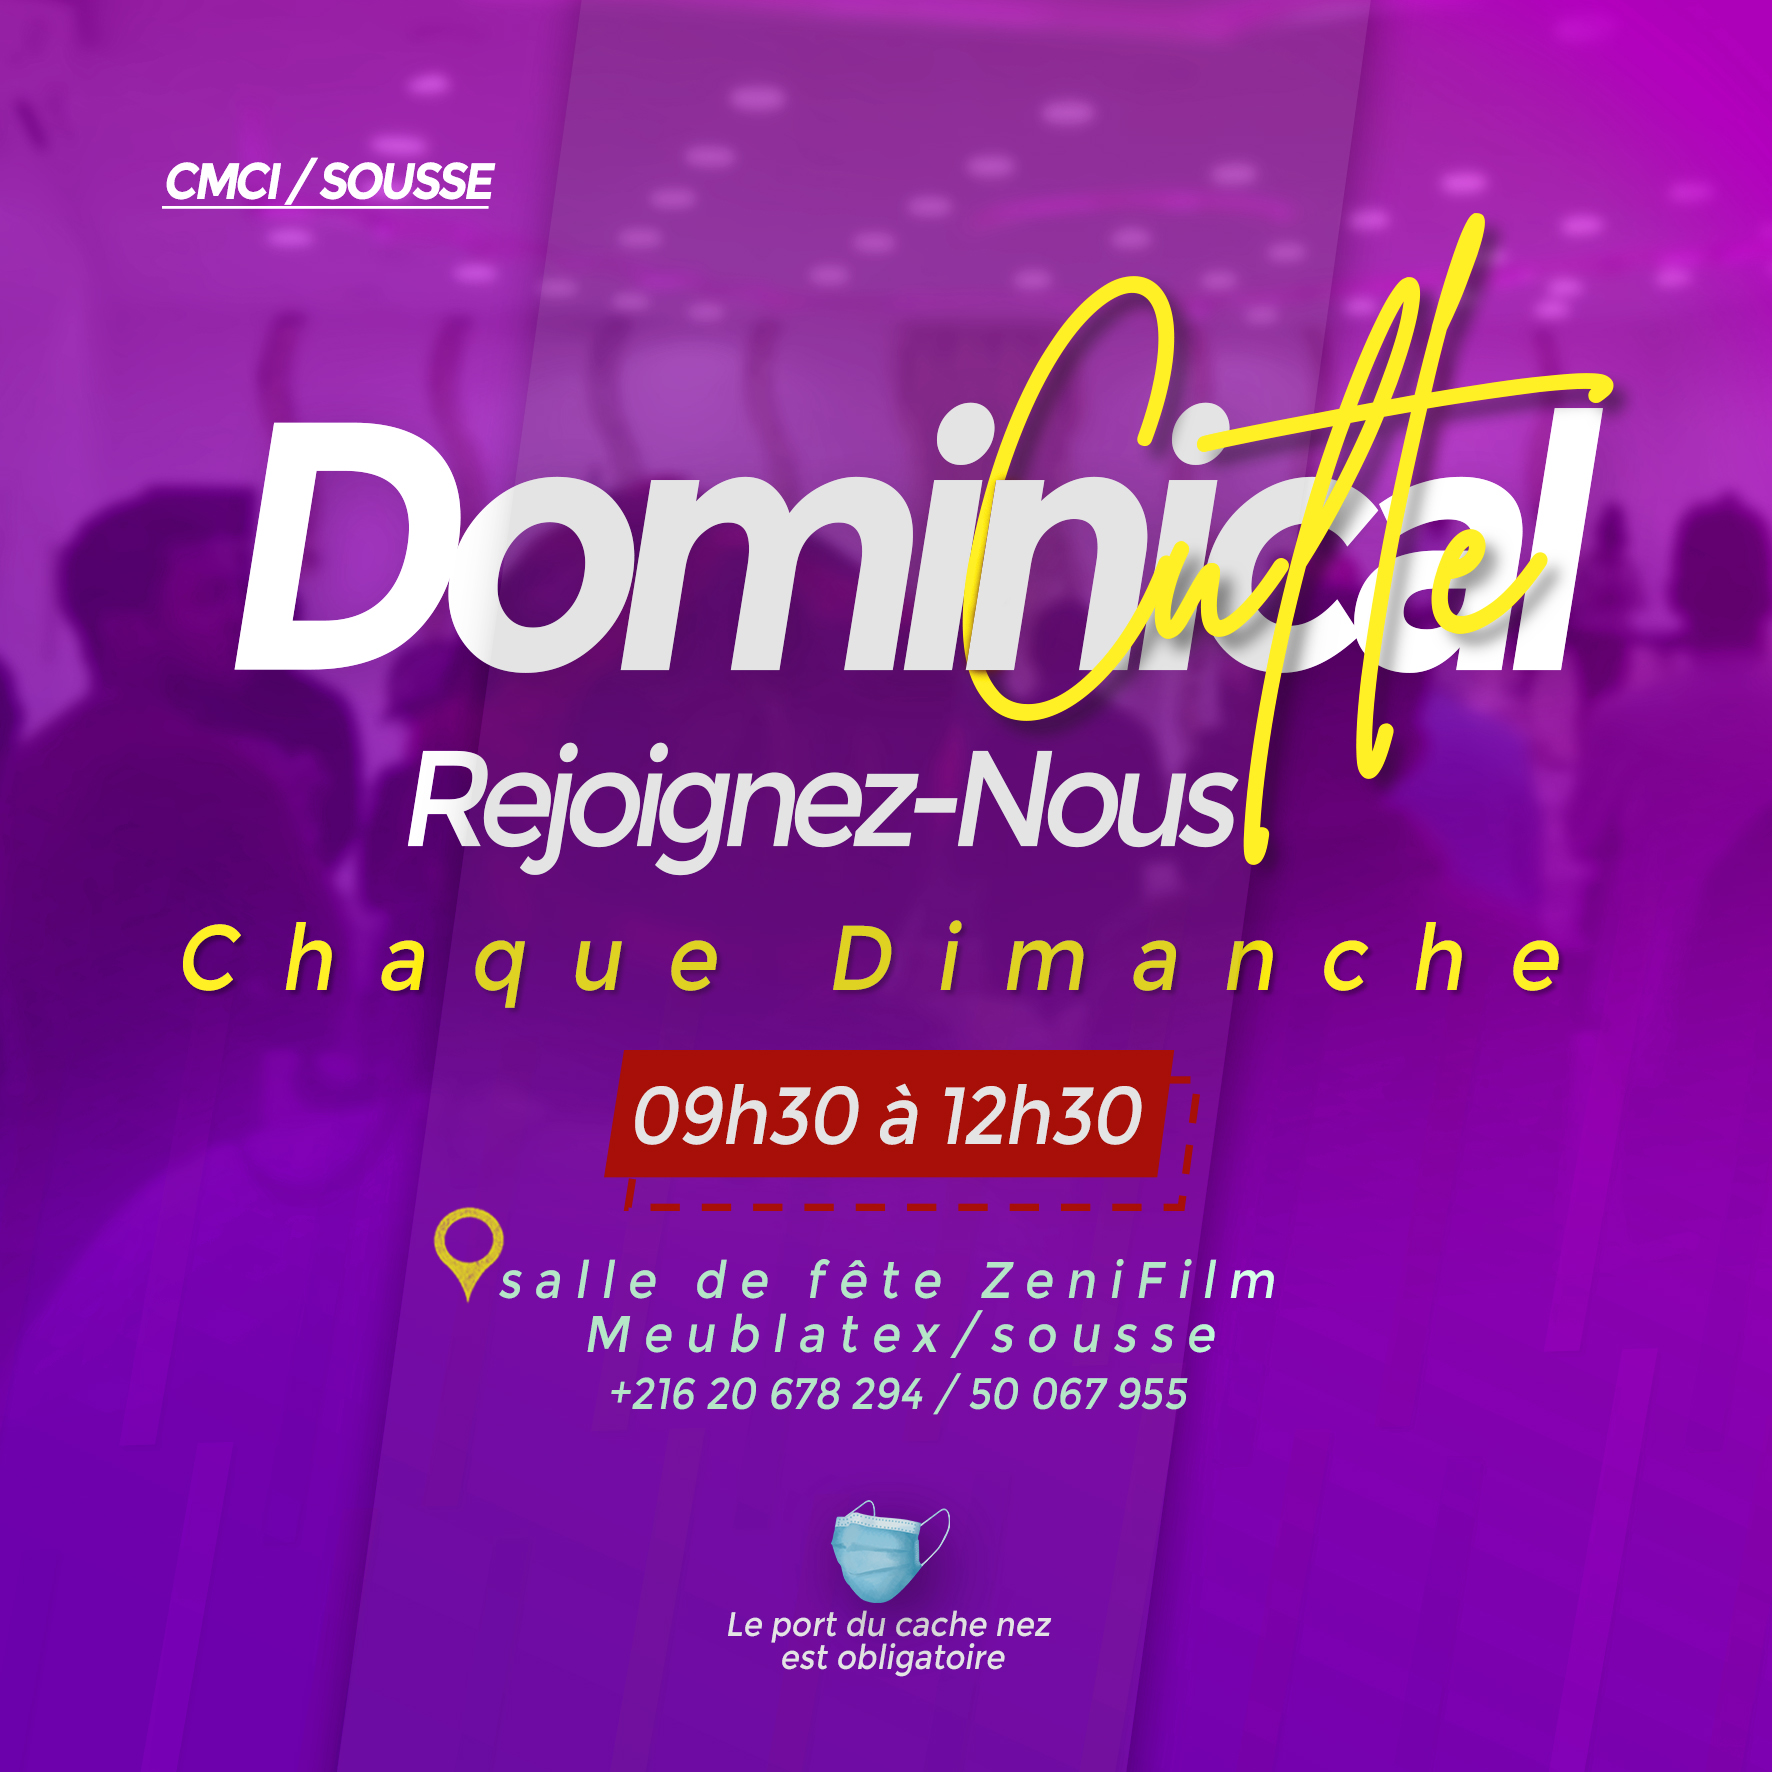 CMCI / SOUSSE
Culte
Dominical
Rejoignez-Nous
Chaque Dimanche
09h30 à 12h30
salle de fête ZeniFilm
Meublatex/sousse
+216 20 678 294 / 50 067 955
Le port du cache nez
est obligatoire